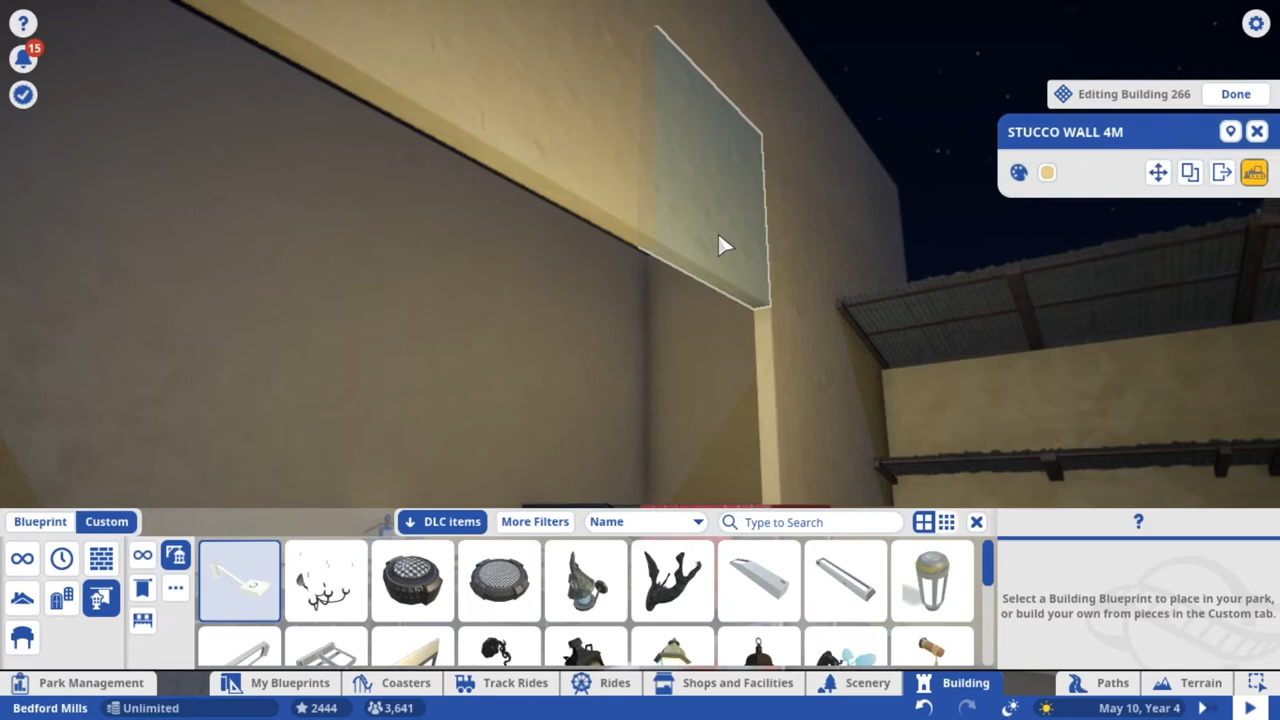 ?
15
Editing Building 266 Done
STUCCO WALL 4M
Blueprint Custom
DLC items More Filters Name Type to Search
?
Select a Building Blueprint to place in your park,
or build your own from pieces in the Custom tab.
Park Management My Blueprints Coasters Track Rides Rides Shops and Facilities Scenery Building Paths Terrain
Bedford Mills Unlimited 2444 3,641 May 10, Year 4